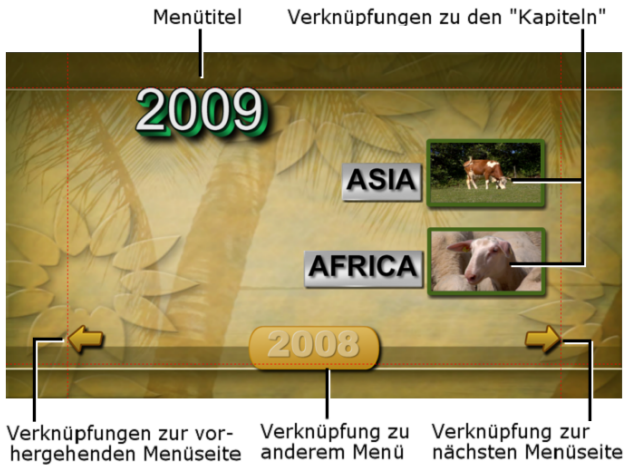 Menütitel
Verknüpfungen zu den "Kapiteln"
2009
ASIA
AFRICA
2008
Verknüpfungen zur vor-
hergehenden Menüseite
Verknüpfung zu
anderem Menü
Verknüpfung zur
nächsten Menüseite